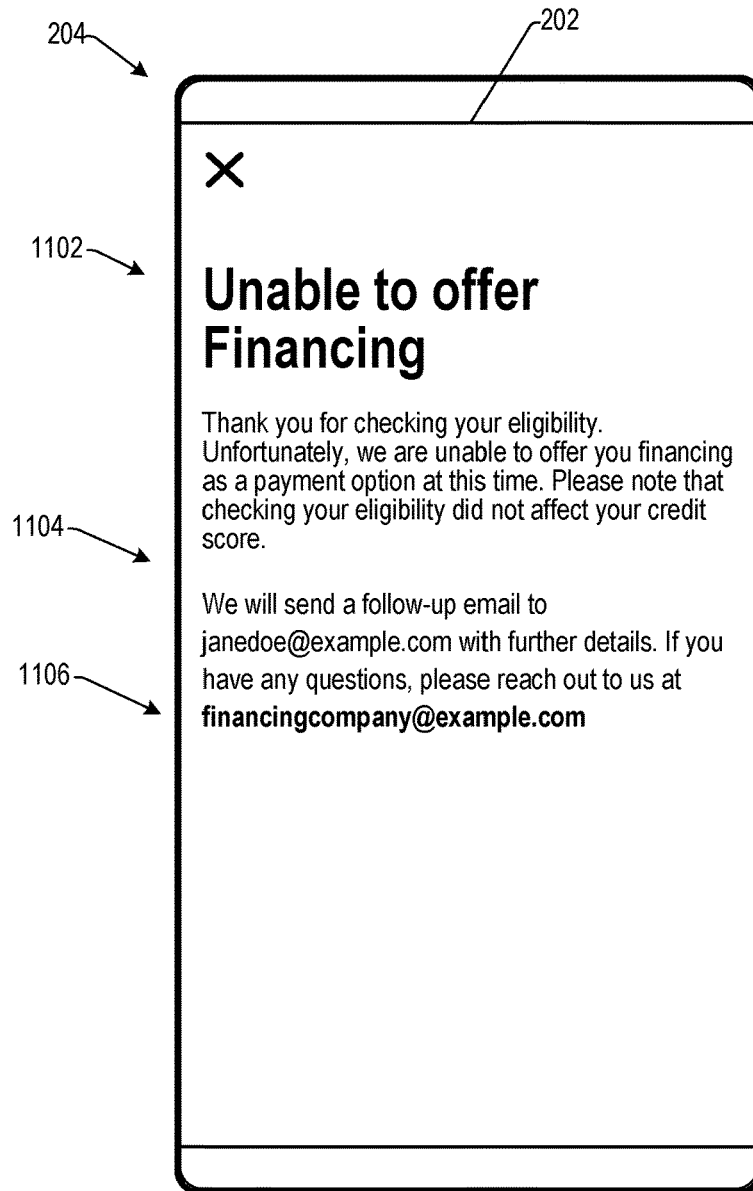 202
204
1102
Unable to offer
Financing
Thank you for checking your eligibility.
Unfortunately, we are unable to offer you financing
as a payment option at this time. Please note that
checking your eligibility did not affect your credit
score.
1104
We will send a follow-up email to
janedoe@example.com with further details. If you
have any questions, please reach out to us at
1106
financingcompany@example.com